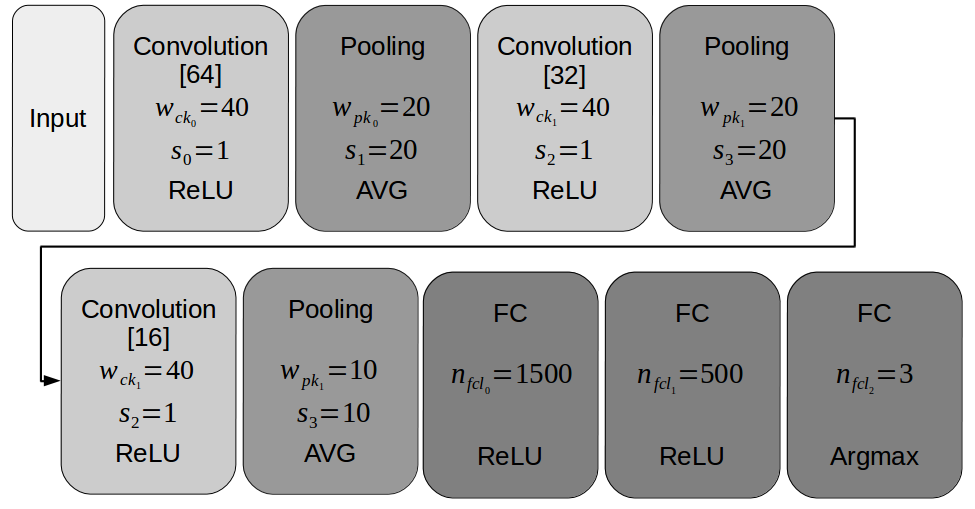 Input
Convolution
[64]
w_{ck_0}=40
s_0=1
ReLU
Pooling
w_{pk_0}=20
s_1=20
AVG
Convolution
[32]
w_{ck_1}=40
s_2=1
ReLU
Pooling
w_{pk_1}=20
s_3=20
AVG
Convolution
[16]
w_{ck_1}=40
s_2=1
ReLU
Pooling
w_{pk_1}=10
s_3=10
AVG
FC
n_{fcl_0}=1500
ReLU
FC
n_{fcl_1}=500
ReLU
FC
n_{fcl_2}=3
Argmax